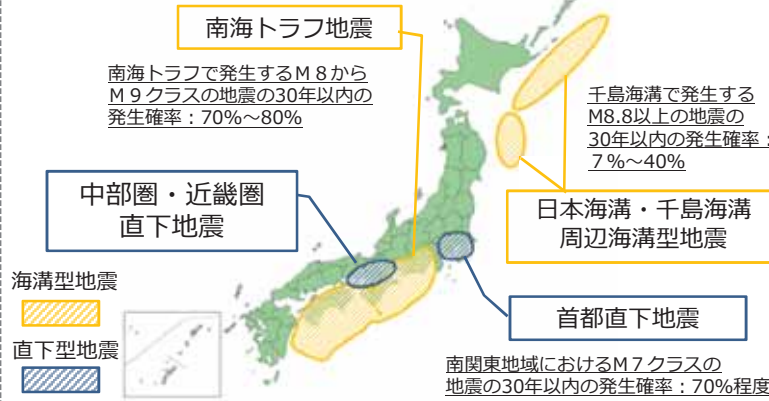 南海トラフ地震
南海トラフで発生するM８から
M９クラスの地震の30年以内の
発生確率：70%～80%
千島海溝で発生する
M8.8以上の地震の
30年以内の発生確率：
７%～40%
中部圏・近畿圏
直下地震
日本海溝・千島海溝
周辺海溝型地震
海溝型地震
直下型地震
首都直下地震
南関東地域におけるM７クラスの
地震の30年以内の発生確率：70%程度